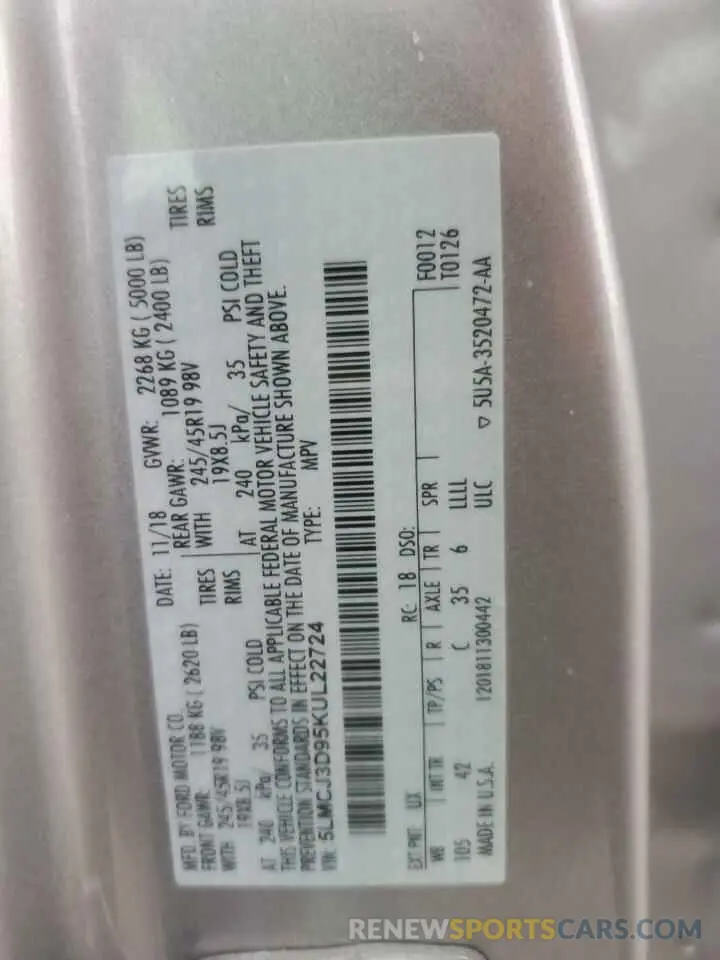 MFD. BY FORD MOTOR CO.
DATE: 11/18 GVWR: 2268 KG ( 5000 LB)
FRONT GAWR: 1188 KG ( 2620 LB) REAR GAWR: 1089 KG ( 2400 LB)
WITH 245/45R19 98V TIRES WITH 245/45R19 98V TIRES
19X8.5J RIMS 19X8.5J RIMS
AT 240 kPa/ 35 PSI COLD AT 240 kPa/ 35 PSI COLD
THIS VEHICLE CONFORMS TO ALL APPLICABLE FEDERAL MOTOR VEHICLE SAFETY AND THEFT
PREVENTION STANDARDS IN EFFECT ON THE DATE OF MANUFACTURE SHOWN ABOVE.
VIN: 5LMCJ3D95KUL22724 TYPE: MPV
F0012
T0126
EXT PNT: UX RC: 18 DSO:
WB INT TR TP/PS R AXLE TR SPR
105 42 C 35 6 LLLL
MADE IN U.S.A. 1201811300442 ULC ▽ 5U5A-3520472-AA
RENEWSPORTSCARS.COM